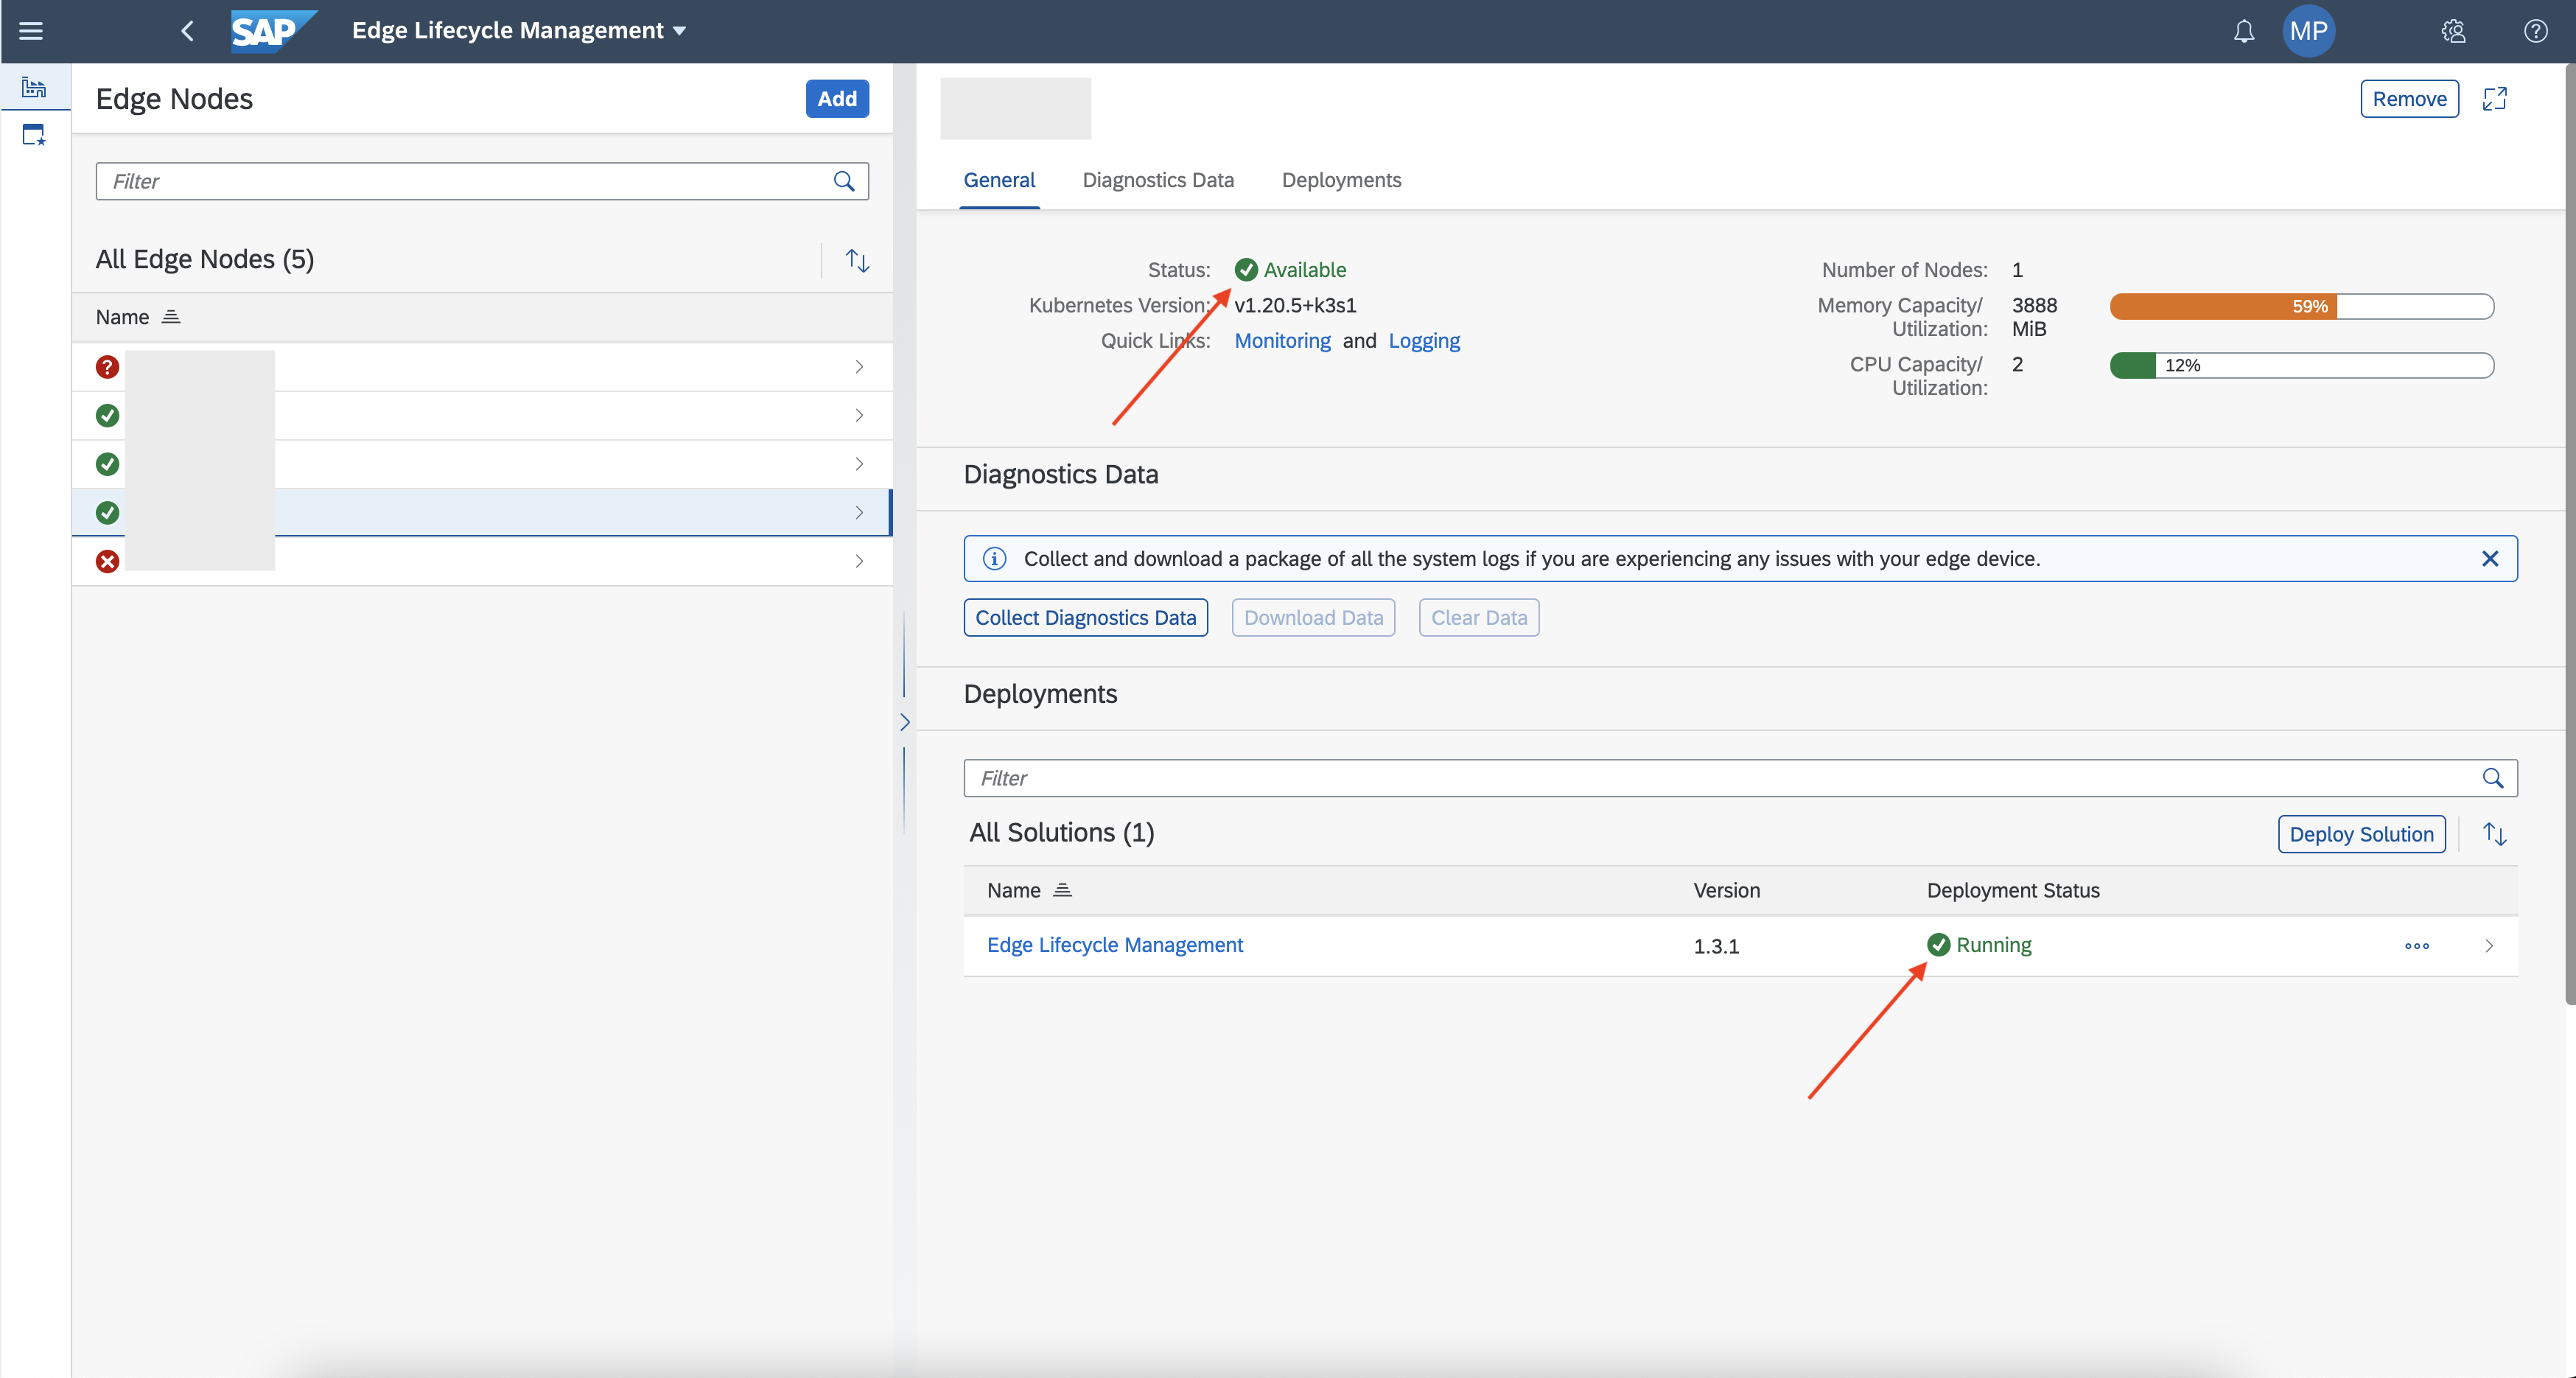 SAP
Edge Lifecycle Management
MP
Edge Nodes
Add
Filter
All Edge Nodes (5)
Name
Remove
General
Diagnostics Data
Deployments
Status:
Available
Kubernetes Version:
v1.20.5+k3s1
Quick Links:
Monitoring and Logging
Number of Nodes:
1
Memory Capacity/
Utilization:
3888
MiB
59%
CPU Capacity/
Utilization:
2
12%
Diagnostics Data
Collect and download a package of all the system logs if you are experiencing any issues with your edge device.
Collect Diagnostics Data
Download Data
Clear Data
Deployments
Filter
All Solutions (1)
Deploy Solution
Name
Version
Deployment Status
Edge Lifecycle Management
1.3.1
Running